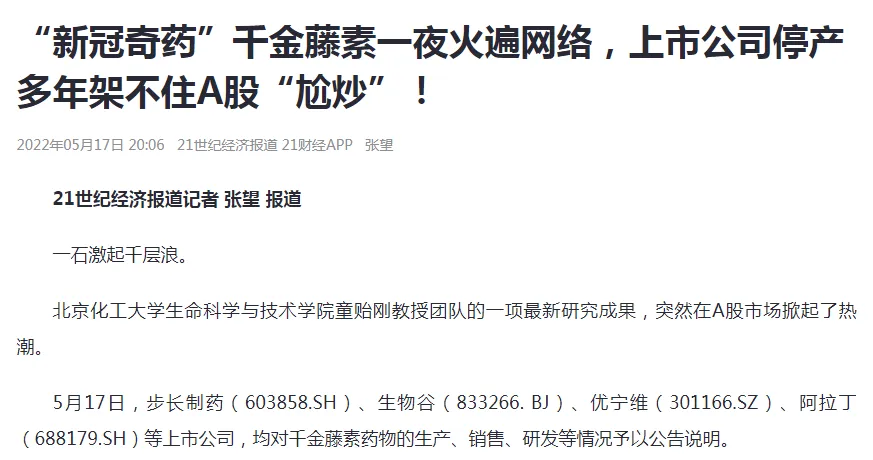 “新冠奇药”千金藤素一夜火遍网络，上市公司停产
多年架不住A股“尬炒”！
2022年05月17日 20:06 21世纪经济报道 21财经APP 张望
21世纪经济报道记者 张望 报道
一石激起千层浪。
北京化工大学生命科学与技术学院童贻刚教授团队的一项最新研究成果，突然在A股市场掀起了热
潮。
5月17日，步长制药（603858.SH）、生物谷（833266. BJ）、优宁维（301166.SZ）、阿拉丁
（688179.SH）等上市公司，均对千金藤素药物的生产、销售、研发等情况予以公告说明。